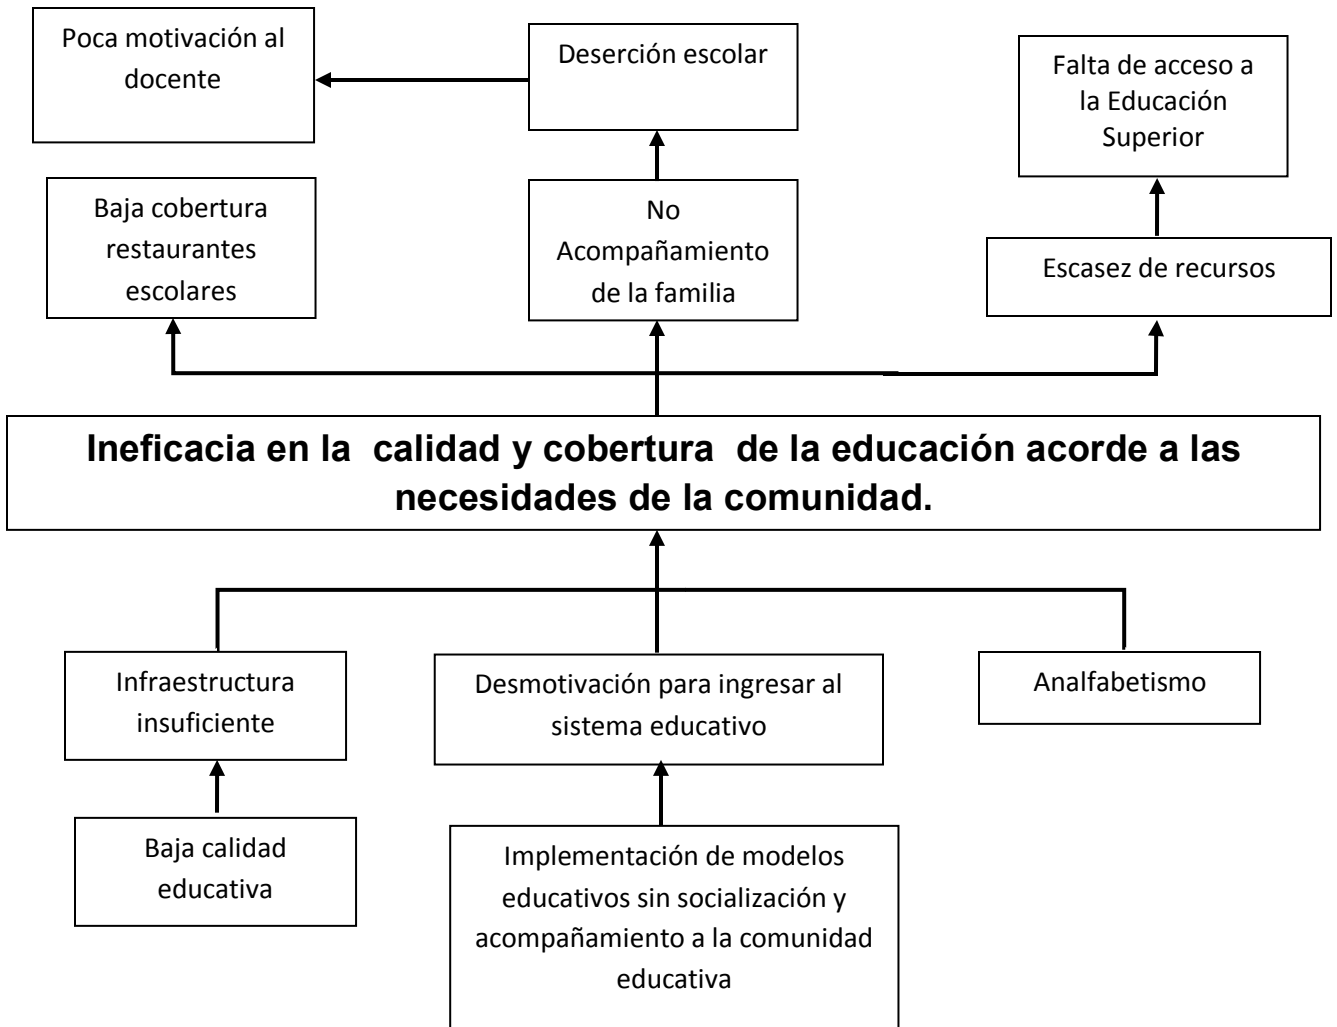 Poca motivación al
docente
Deserción escolar
Falta de acceso a
la Educación
Superior
Baja cobertura
restaurantes
escolares
No
Acompañamiento
de la familia
Escasez de recursos
Ineficacia en la  calidad y cobertura  de la educación acorde a las
necesidades de la comunidad.
Infraestructura
insuficiente
Desmotivación para ingresar al
sistema educativo
Analfabetismo
Baja calidad
educativa
Implementación de modelos
educativos sin socialización y
acompañamiento a la comunidad
educativa